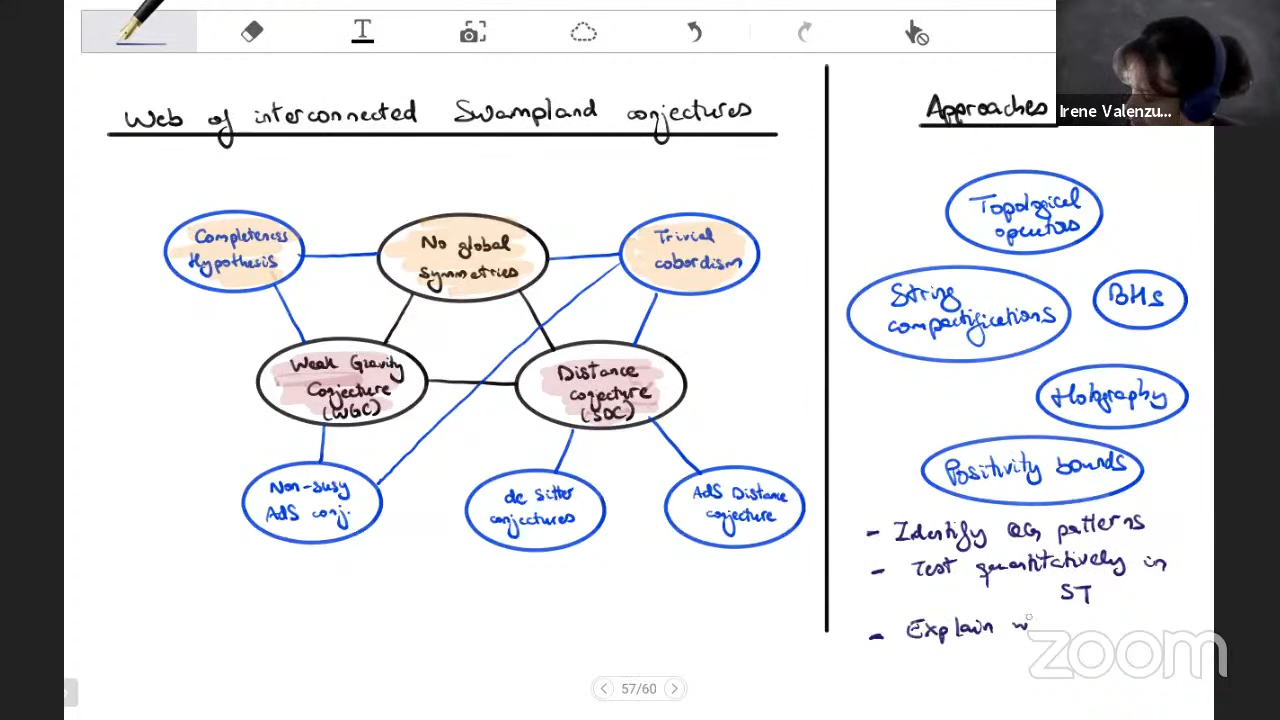 Web of interconnected Swampland conjectures
Approaches
Irene Valenzu...
Completeness
Hypothesis
No global
symmetries
Trivial
cobordism
Weak Gravity
Conjecture
(WGC)
Distance
conjecture
(SDC)
Non-susy
AdS conj.
de Sitter
conjectures
AdS Distance
conjecture
Topological
operators
String
compactifications
BHs
Holography
Positivity bounds
- Identify QG patterns
- Test quantitatively in
ST
- Explain w
zoom
57/60
T